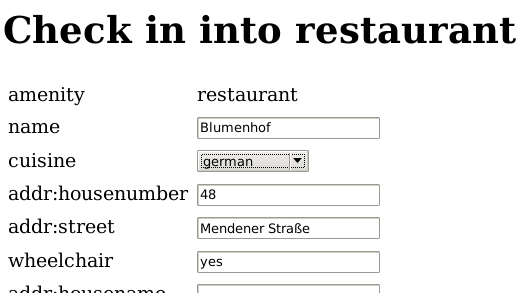 Check in into restaurant
amenity restaurant
name Blumenhof
cuisine german
addr:housenumber 48
addr:street Mendener Straße
wheelchair yes
addr:housename